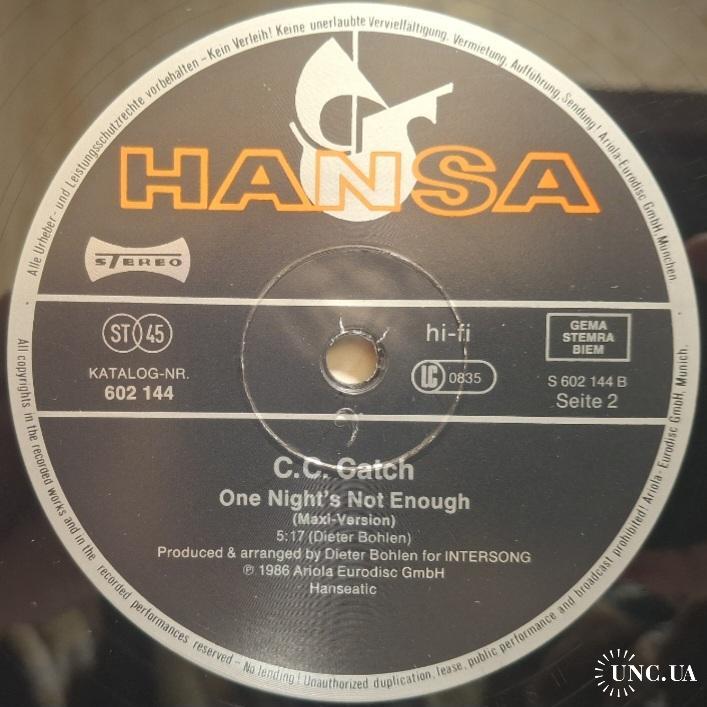 Alle Urheber- und Leistungsschutzrechte vorbehalten – Kein Verleih! Keine unerlaubte Vervielfältigung, Vermietung, Aufführung, Sendung! Ariola-Eurodisc GmbH, München
HANSA
STEREO
ST 45
hi-fi
GEMA
STEMRA
BIEM
KATALOG-NR.
602 144
LC 0835
S 602 144 B
Seite 2
C.C. Catch
One Night's Not Enough
(Maxi-Version)
5:17 (Dieter Bohlen)
Produced & arranged by Dieter Bohlen for INTERSONG
℗ 1986 Ariola Eurodisc GmbH
Hanseatic
All copyrights in the recorded works and in the recorded performances reserved – No lending! Unauthorized duplication, lease, public performance and broadcast prohibited! Ariola-Eurodisc GmbH, Munich.
UNC.UA